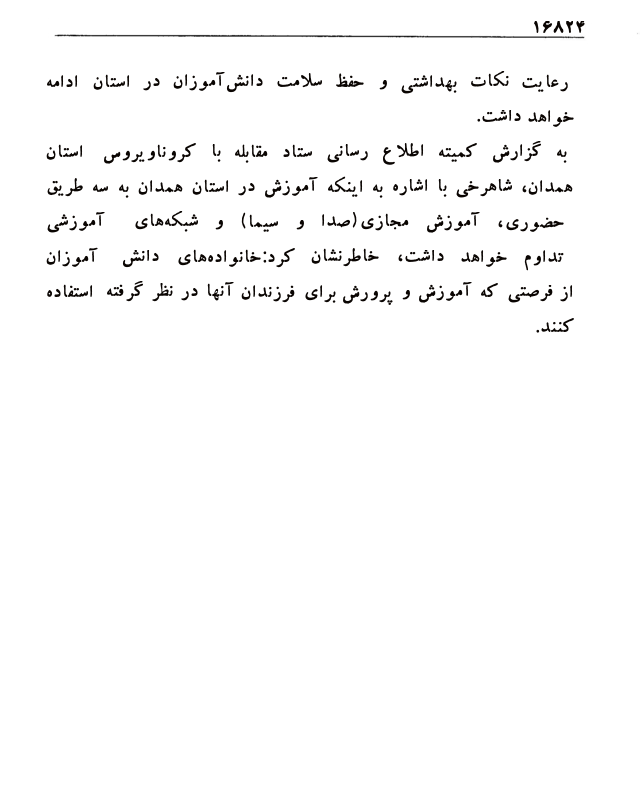 ۱۶۸۲۴
رعایت نکات بهداشتی و حفظ سلامت دانش‌آموزان در استان ادامه
خواهد داشت.
به گزارش کمیته اطلاع رسانی ستاد مقابله با کروناویروس استان
همدان، شاهرخی با اشاره به اینکه آموزش در استان همدان به سه طریق
حضوری، آموزش مجازی(صدا و سیما) و شبکه‌های آموزشی
تداوم خواهد داشت، خاطرنشان کرد:خانواده‌های دانش آموزان
از فرصتی که آموزش و پرورش برای فرزندان آنها در نظر گرفته استفاده
کنند.